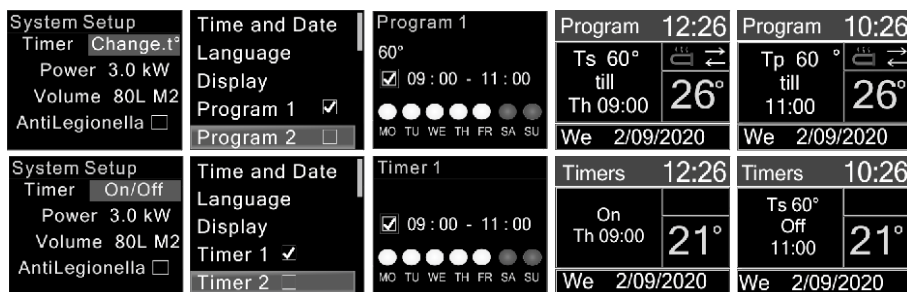 System Setup
Timer Change.t°
Power 3.0 kW
Volume 80L M2
AntiLegionella
Time and Date
Language
Display
Program 1
Program 2
Program 1
60°
09:00 - 11:00
MO TU WE TH FR SA SU
Program 12:26
Ts 60°
till
Th 09:00
26°
We 2/09/2020
Program 10:26
Tp 60 °
till
11:00
26°
We 2/09/2020
System Setup
Timer On/Off
Power 3.0 kW
Volume 80L M2
AntiLegionella
Time and Date
Language
Display
Timer 1
Timer 2
Timer 1
09:00 - 11:00
MO TU WE TH FR SA SU
Timers 12:26
On
Th 09:00
21°
We 2/09/2020
Timers 10:26
Ts 60°
Off
11:00
21°
We 2/09/2020